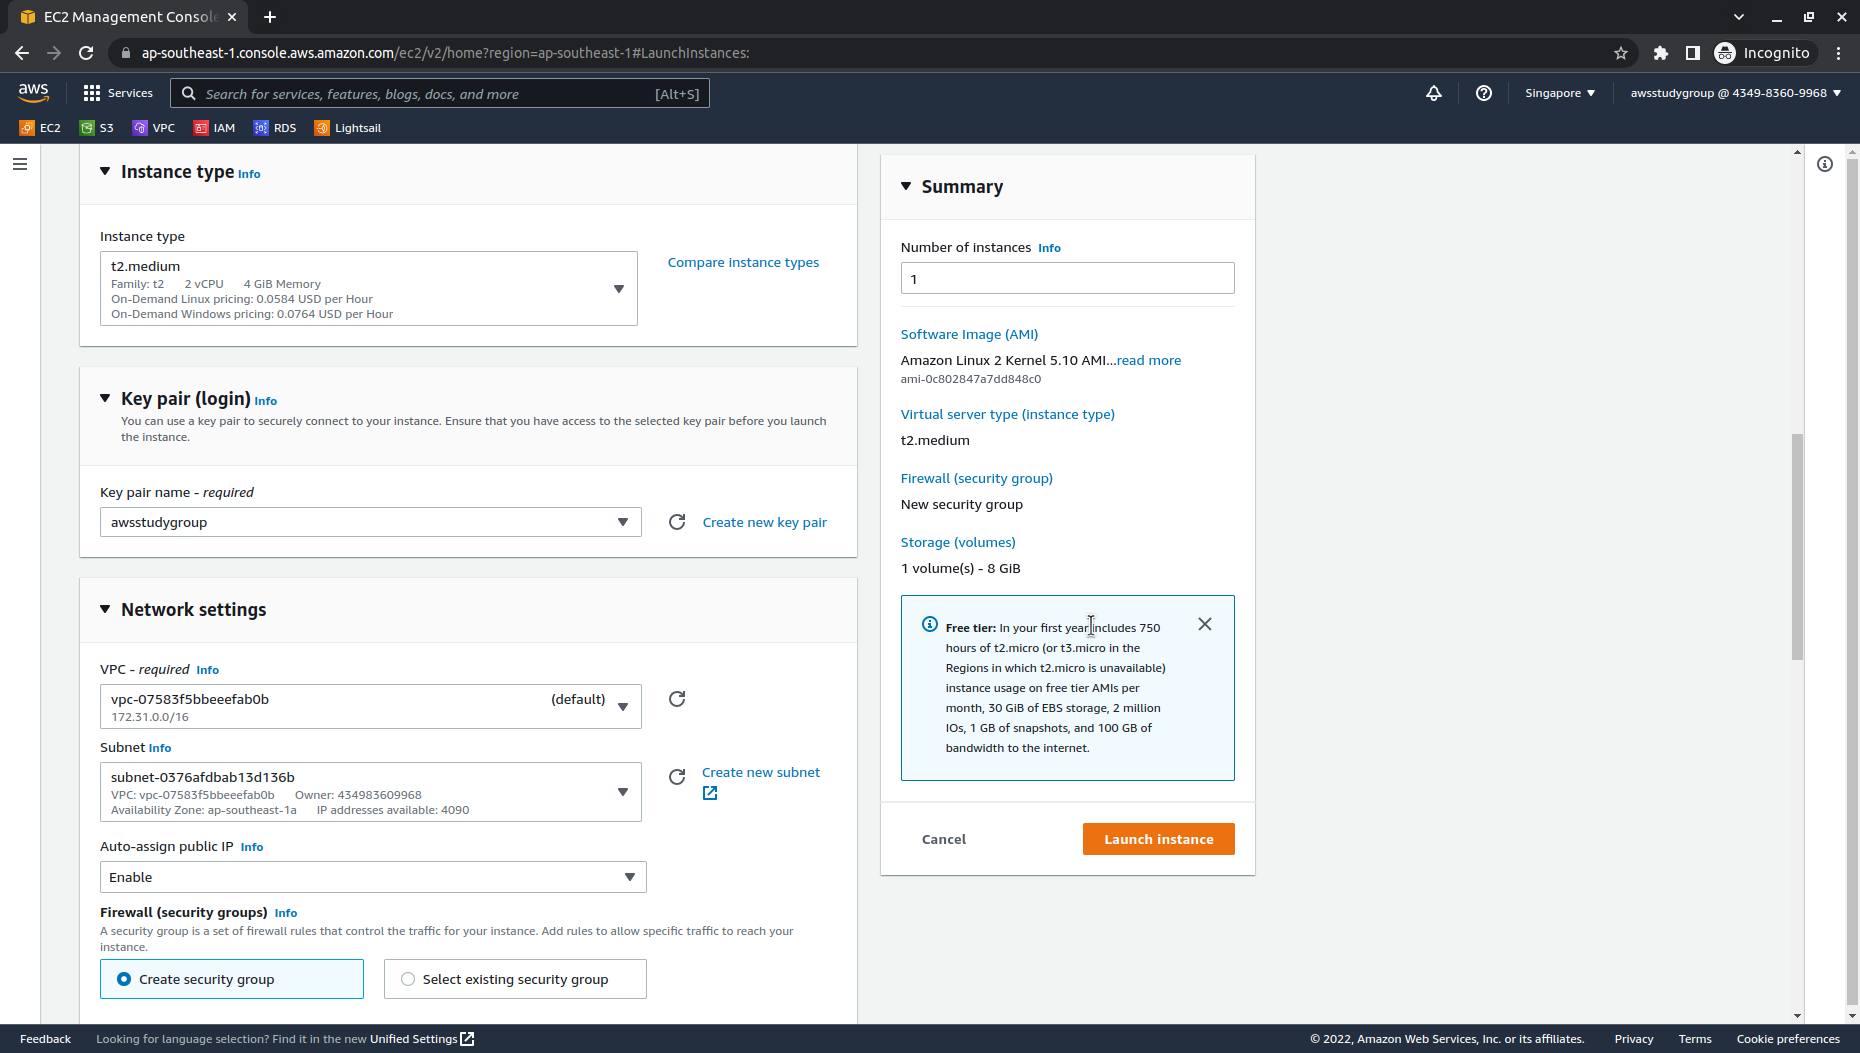 EC2 Management Consol
ap-southeast-1.console.aws.amazon.com/ec2/v2/home?region=ap-southeast-1#LaunchInstances:
Incognito
aws
Services
Search for services, features, blogs, docs, and more
[Alt+S]
Singapore
awsstudygroup @ 4349-8360-9968
EC2
S3
VPC
IAM
RDS
Lightsail
Instance type Info
Instance type
t2.medium
Family: t2 2 vCPU 4 GiB Memory
On-Demand Linux pricing: 0.0584 USD per Hour
On-Demand Windows pricing: 0.0764 USD per Hour
Compare instance types
Key pair (login) Info
You can use a key pair to securely connect to your instance. Ensure that you have access to the selected key pair before you launch
the instance.
Key pair name - required
awsstudygroup
Create new key pair
Network settings
VPC - required Info
vpc-07583f5bbeeefab0b (default)
172.31.0.0/16
Subnet Info
subnet-0376afdbab13d136b
VPC: vpc-07583f5bbeeefab0b Owner: 434983609968
Availability Zone: ap-southeast-1a IP addresses available: 4090
Create new subnet
Auto-assign public IP Info
Enable
Firewall (security groups) Info
A security group is a set of firewall rules that control the traffic for your instance. Add rules to allow specific traffic to reach your
instance.
Create security group
Select existing security group
Summary
Number of instances Info
1
Software Image (AMI)
Amazon Linux 2 Kernel 5.10 AMI...read more
ami-0c802847a7dd848c0
Virtual server type (instance type)
t2.medium
Firewall (security group)
New security group
Storage (volumes)
1 volume(s) - 8 GiB
Free tier: In your first year includes 750
hours of t2.micro (or t3.micro in the
Regions in which t2.micro is unavailable)
instance usage on free tier AMIs per
month, 30 GiB of EBS storage, 2 million
IOs, 1 GB of snapshots, and 100 GB of
bandwidth to the internet.
Cancel
Launch instance
Feedback
Looking for language selection? Find it in the new Unified Settings
© 2022, Amazon Web Services, Inc. or its affiliates.
Privacy
Terms
Cookie preferences